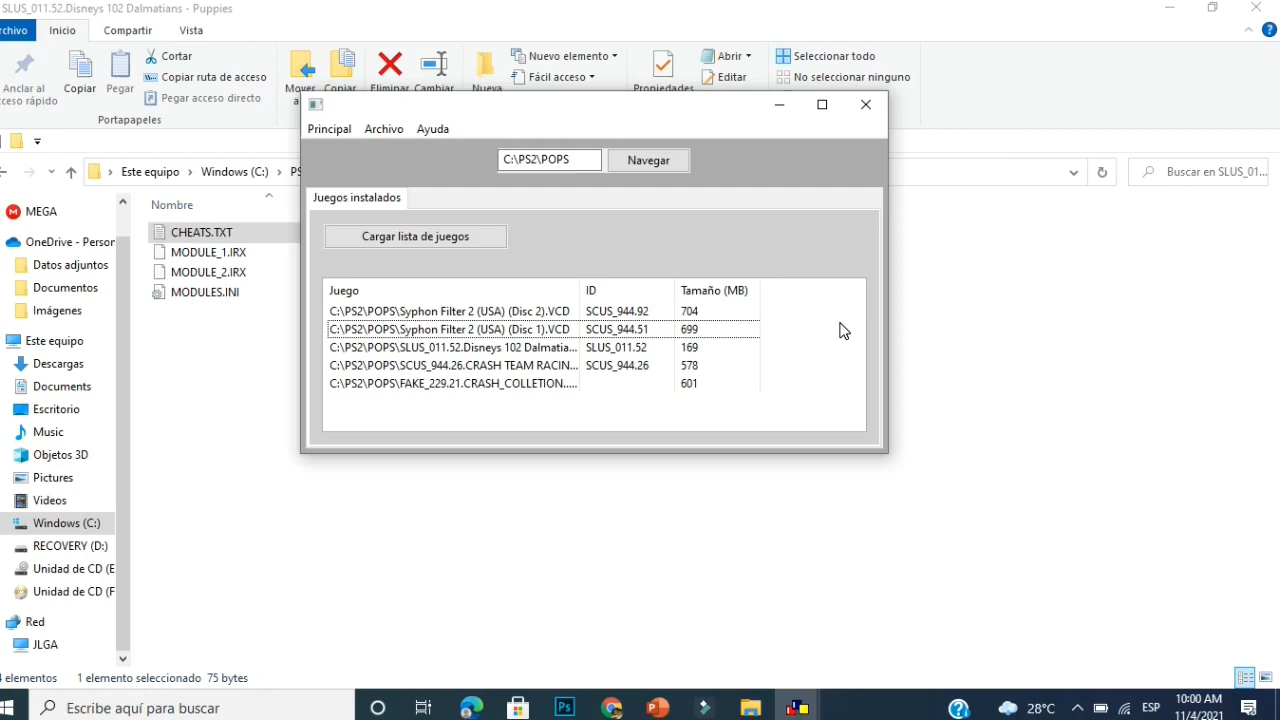 SLUS_011.52.Disneys 102 Dalmatians - Puppies
rchivo Inicio Compartir Vista
Anclar al
cceso rápido
Copiar
Pegar
Cortar
Copiar ruta de acceso
Pegar acceso directo
Portapapeles
Mover
a
Copiar
Eliminar
Cambiar
Nueva
Nuevo elemento
Fácil acceso
Propiedades
Abrir
Editar
Seleccionar todo
No seleccionar ninguno
Este equipo > Windows (C:) > PS
Buscar en SLUS_01...
MEGA
OneDrive - Person
Datos adjuntos
Documentos
Imágenes
Este equipo
Descargas
Documents
Escritorio
Music
Objetos 3D
Pictures
Videos
Windows (C:)
RECOVERY (D:)
Unidad de CD (E
Unidad de CD (F
Red
JLGA
Nombre
CHEATS.TXT
MODULE_1.IRX
MODULE_2.IRX
MODULES.INI
Principal Archivo Ayuda
C:\PS2\POPS Navegar
Juegos instalados
Cargar lista de juegos
Juego ID Tamaño (MB)
C:\PS2\POPS\Syphon Filter 2 (USA) (Disc 2).VCD SCUS_944.92 704
C:\PS2\POPS\Syphon Filter 2 (USA) (Disc 1).VCD SCUS_944.51 699
C:\PS2\POPS\SLUS_011.52.Disneys 102 Dalmatia... SLUS_011.52 169
C:\PS2\POPS\SCUS_944.26.CRASH TEAM RACIN... SCUS_944.26 578
C:\PS2\POPS\FAKE_229.21.CRASH_COLLETION..... 601
elementos 1 elemento seleccionado 75 bytes
Escribe aquí para buscar
28°C
ESP
10:00 AM
11/4/2021